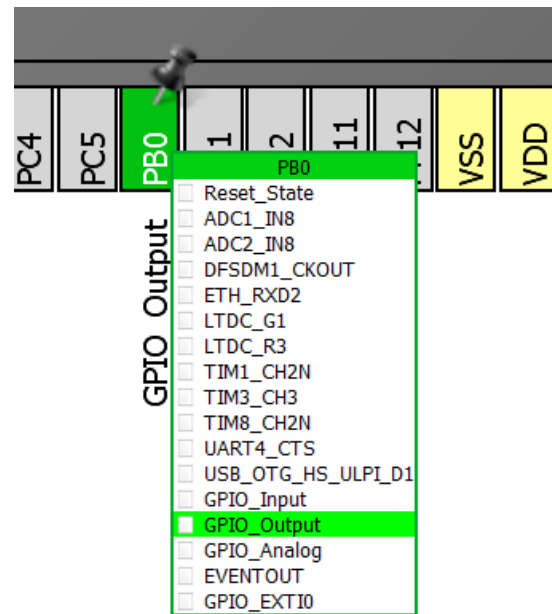 PC4
PC5
PB0
1
2
11
12
VSS
VDD
GPIO_Output
PB0
Reset_State
ADC1_IN8
ADC2_IN8
DFSDM1_CKOUT
ETH_RXD2
LTDC_G1
LTDC_R3
TIM1_CH2N
TIM3_CH3
TIM8_CH2N
UART4_CTS
USB_OTG_HS_ULPI_D1
GPIO_Input
GPIO_Output
GPIO_Analog
EVENTOUT
GPIO_EXTI0